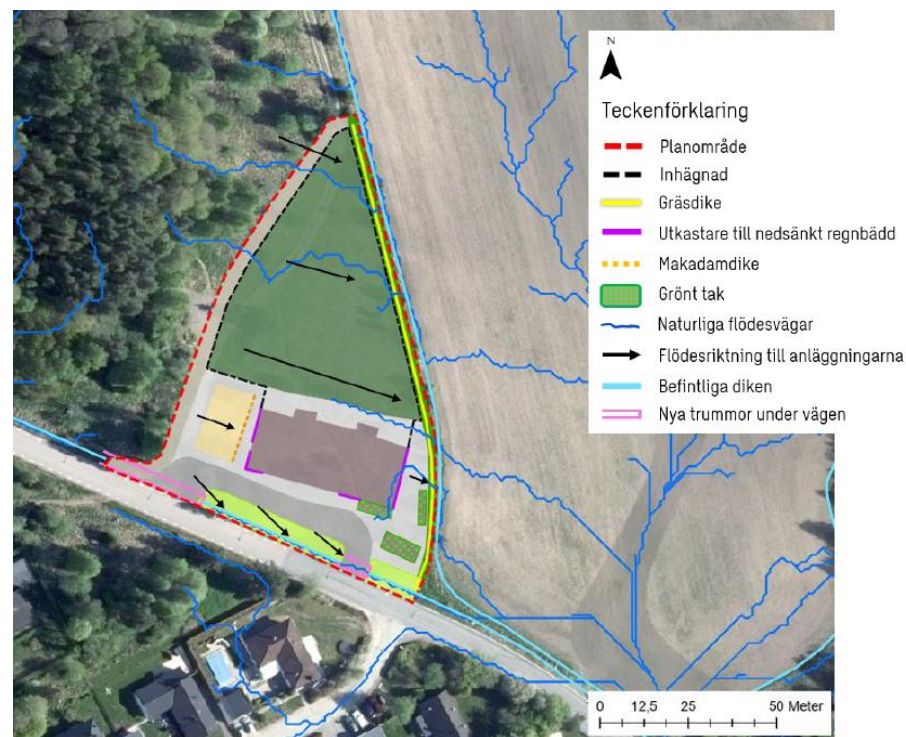 N
Teckenförklaring
Planområde
Inhägnad
Gräsdike
Utkastare till nedsänkt regnbädd
Makadamdike
Grönt tak
Naturliga flödesvägar
Flödesriktning till anläggningarna
Befintliga diken
Nya trummor under vägen
0 12,5 25 50 Meter